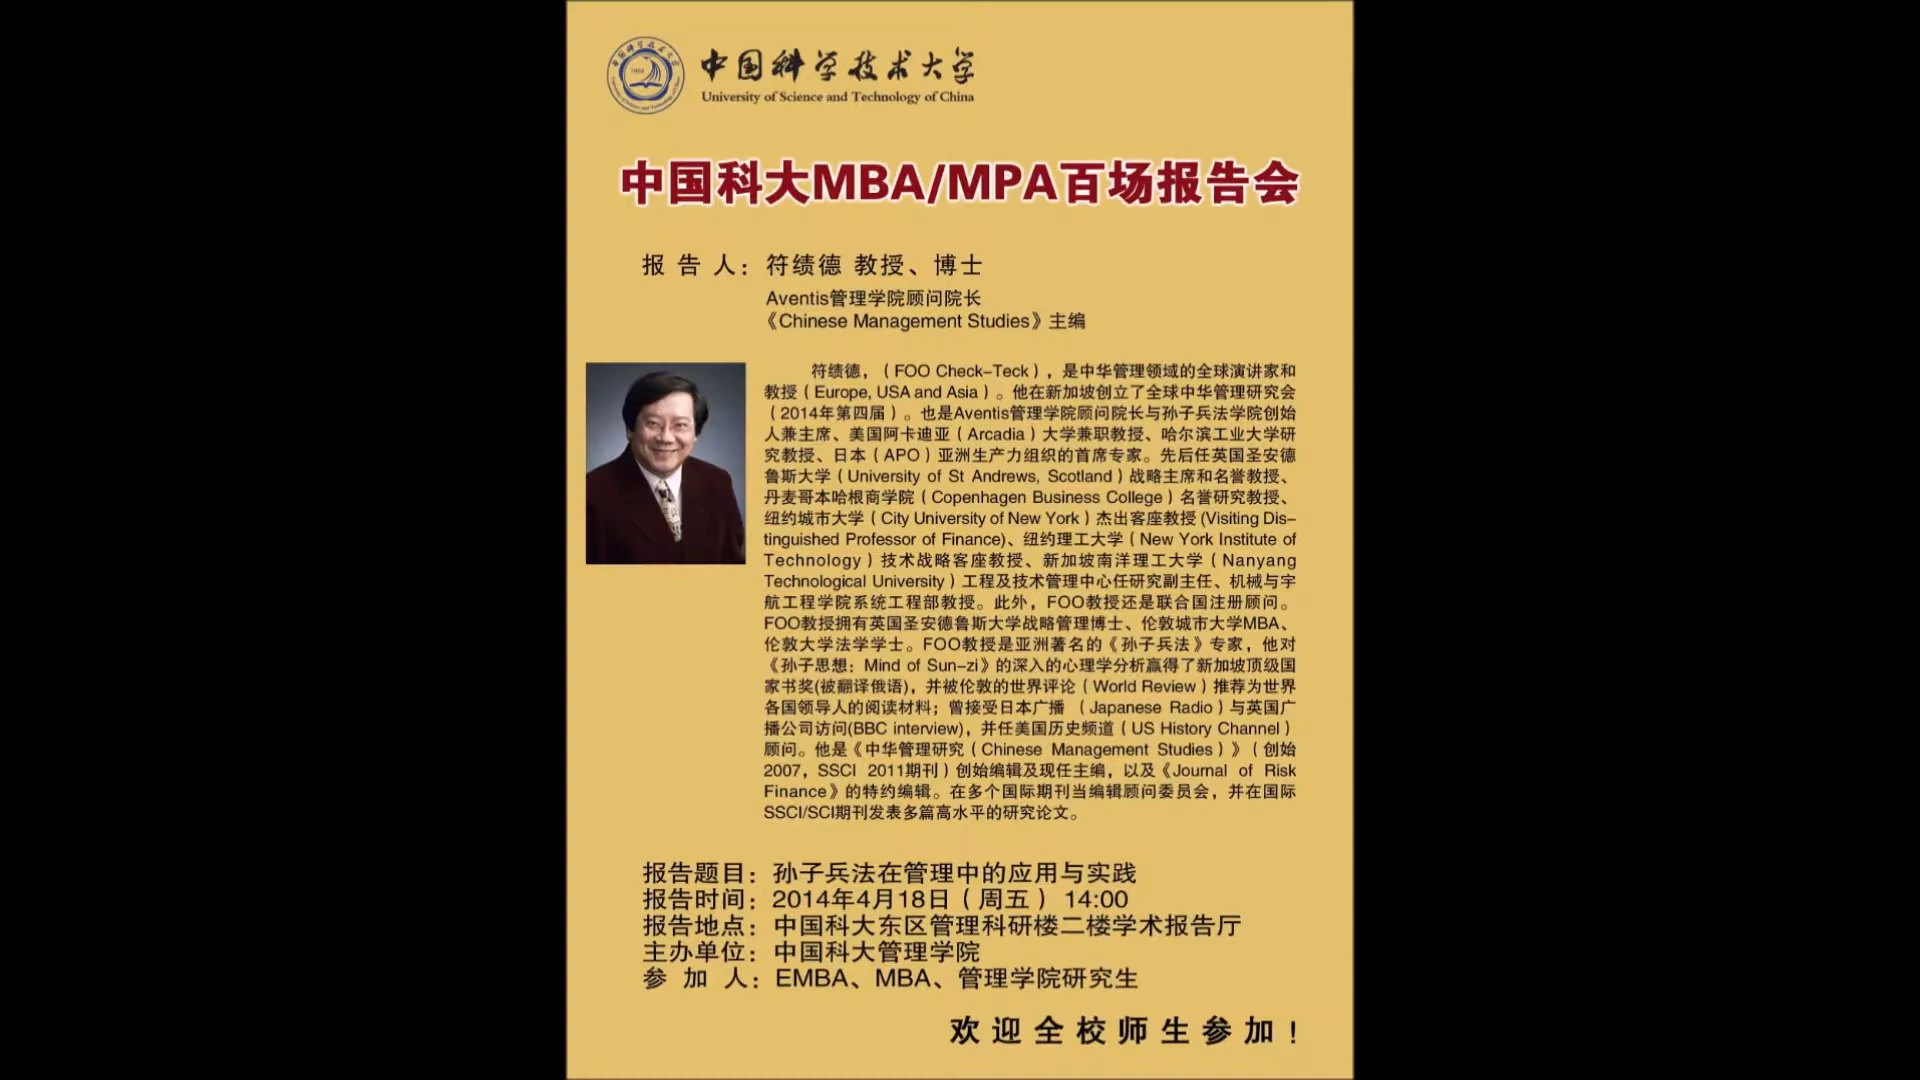 中国科学技术大学
University of Science and Technology of China
中国科大MBA/MPA百场报告会
报 告 人：符绩德 教授、博士
Aventis管理学院顾问院长
《Chinese Management Studies》主编
符绩德，（FOO Check-Teck），是中华管理领域的全球演讲家和
教授（Europe, USA and Asia）。他在新加坡创立了全球中华管理研究会
（2014年第四届）。也是Aventis管理学院顾问院长与孙子兵法学院创始
人兼主席、美国阿卡迪亚（Arcadia）大学兼职教授、哈尔滨工业大学研
究教授、日本（APO）亚洲生产力组织的首席专家。先后任英国圣安德
鲁斯大学（University of St Andrews, Scotland）战略主席和名誉教授、
丹麦哥本哈根商学院（Copenhagen Business College）名誉研究教授、
纽约城市大学（City University of New York）杰出客座教授 (Visiting Dis-
tinguished Professor of Finance)、纽约理工大学（New York Institute of
Technology）技术战略客座教授、新加坡南洋理工大学（Nanyang
Technological University）工程及技术管理中心任研究副主任、机械与宇
航工程学院系统工程部教授。此外，FOO教授还是联合国注册顾问。
FOO教授拥有英国圣安德鲁斯大学战略管理博士、伦敦城市大学MBA、
伦敦大学法学学士。FOO教授是亚洲著名的《孙子兵法》专家，他对
《孙子思想：Mind of Sun-zi》的深入的心理学分析赢得了新加坡顶级国
家书奖(被翻译俄语)，并被伦敦的世界评论（World Review）推荐为世界
各国领导人的阅读材料；曾接受日本广播 （Japanese Radio）与英国广
播公司访问(BBC interview)，并任美国历史频道（US History Channel）
顾问。他是《中华管理研究（Chinese Management Studies）》（创始
2007，SSCI 2011期刊）创始编辑及现任主编，以及《Journal of Risk
Finance》的特约编辑。在多个国际期刊当编辑顾问委员会，并在国际
SSCI/SCI期刊发表多篇高水平的研究论文。
报告题目：孙子兵法在管理中的应用与实践
报告时间：2014年4月18日（周五） 14:00
报告地点：中国科大东区管理科研楼二楼学术报告厅
主办单位：中国科大管理学院
参 加 人：EMBA、MBA、管理学院研究生
欢迎全校师生参加！